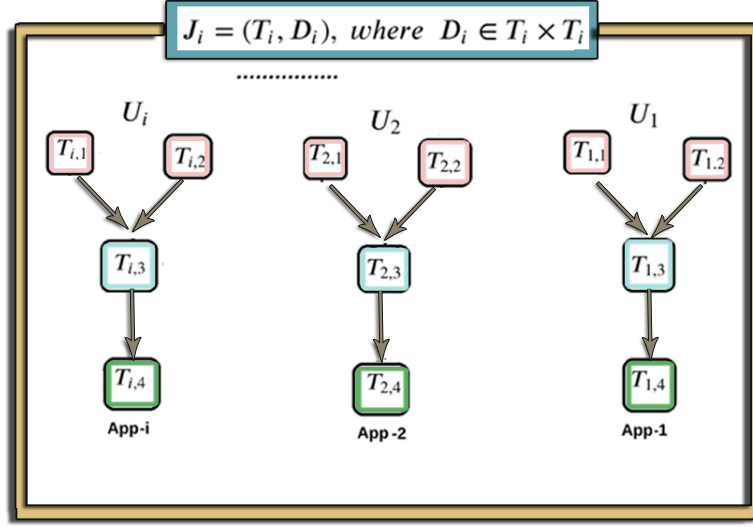 J_i = (T_i, D_i), where D_i ∈ T_i × T_i
................
U_i U_2 U_1
T_{i,1} T_{i,2} T_{2,1} T_{2,2} T_{1,1} T_{1.2}
T_{i,3} T_{2,3} T_{1,3}
T_{i,4} T_{2,4} T_{1,4}
App-i App-2 App-1